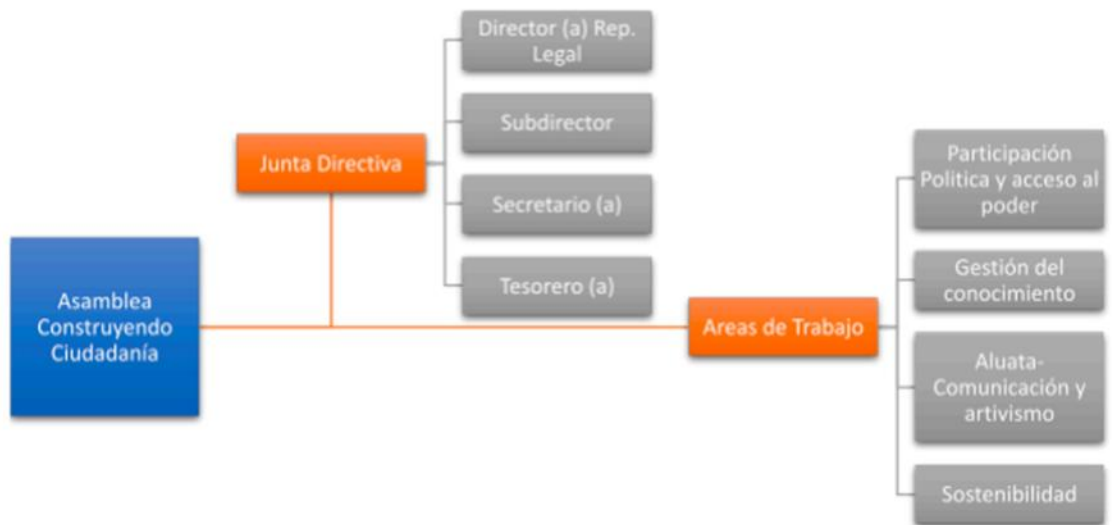 Asamblea
Construyendo
Ciudadanía
Junta Directiva
Director (a) Rep.
Legal
Subdirector
Secretario (a)
Tesorero (a)
Areas de Trabajo
Participación
Politica y acceso al
poder
Gestión del
conocimiento
Aluata-
Comunicación y
artivismo
Sostenibilidad